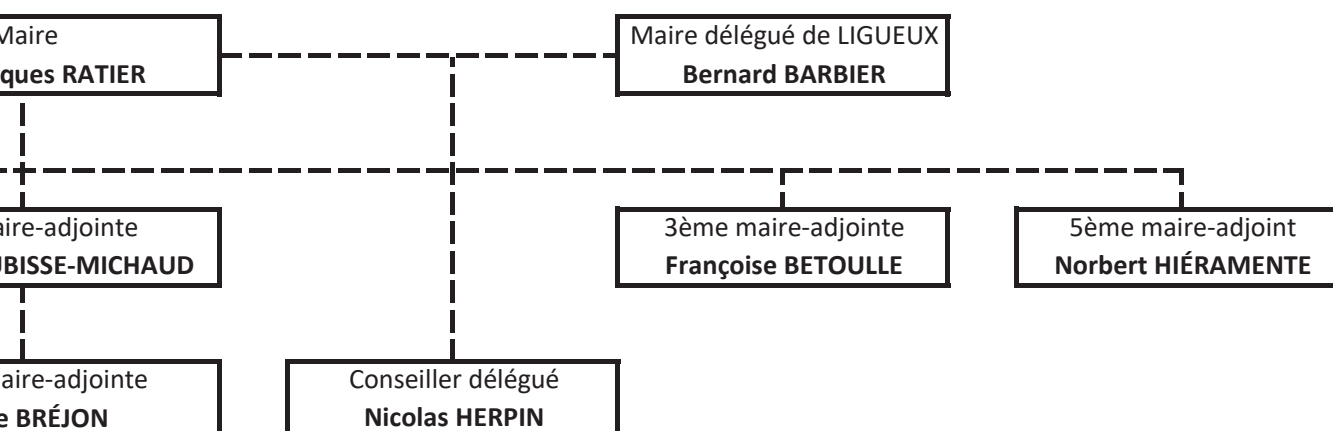 Maire
Maire délégué de LIGUEUX
ques RATIER
Bernard BARBIER
aire-adjointe
3ème maire-adjointe
5ème maire-adjoint
BISSE-MICHAUD
Françoise BETOULLE
Norbert HIÉRAMENTE
aire-adjointe
Conseiller délégué
e BRÉJON
Nicolas HERPIN